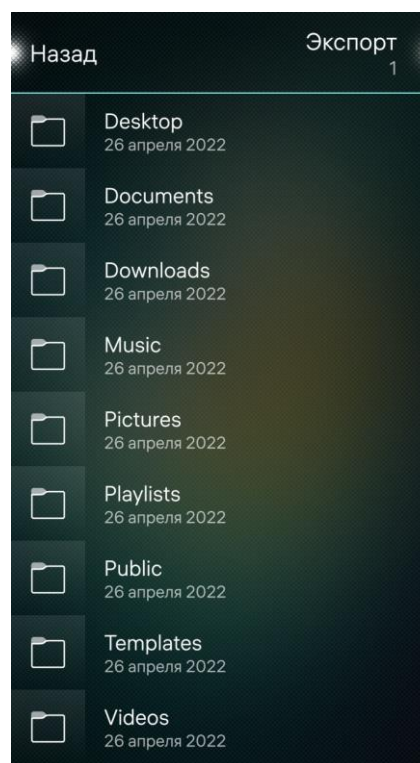 Назад
Экспорт
1
Desktop
26 апреля 2022
Documents
26 апреля 2022
Downloads
26 апреля 2022
Music
26 апреля 2022
Pictures
26 апреля 2022
Playlists
26 апреля 2022
Public
26 апреля 2022
Templates
26 апреля 2022
Videos
26 апреля 2022